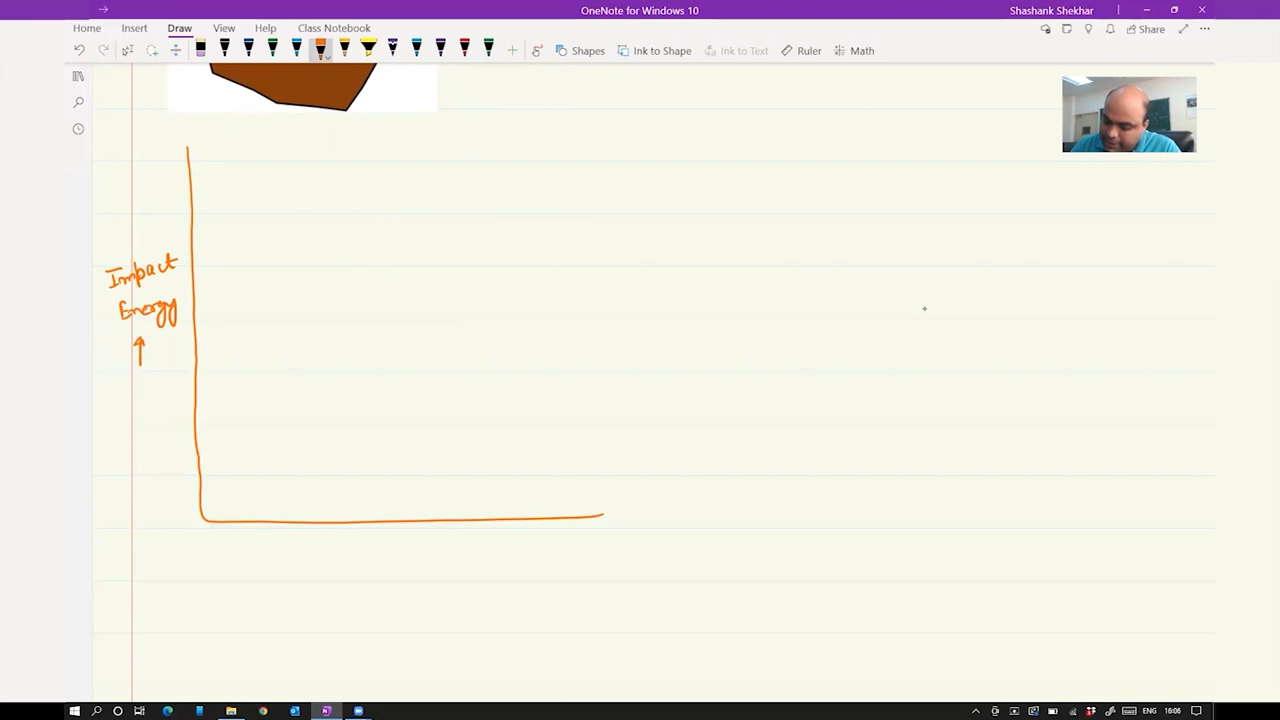 OneNote for Windows 10
Shashank Shekhar
Home Insert Draw View Help Class Notebook
Share
Shapes Ink to Shape Ink to Text Ruler Math
Impact
Energy
ENG 16:06